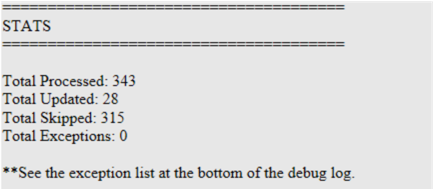 ======================================
STATS
======================================
Total Processed: 343
Total Updated: 28
Total Skipped: 315
Total Exceptions: 0
**See the exception list at the bottom of the debug log.